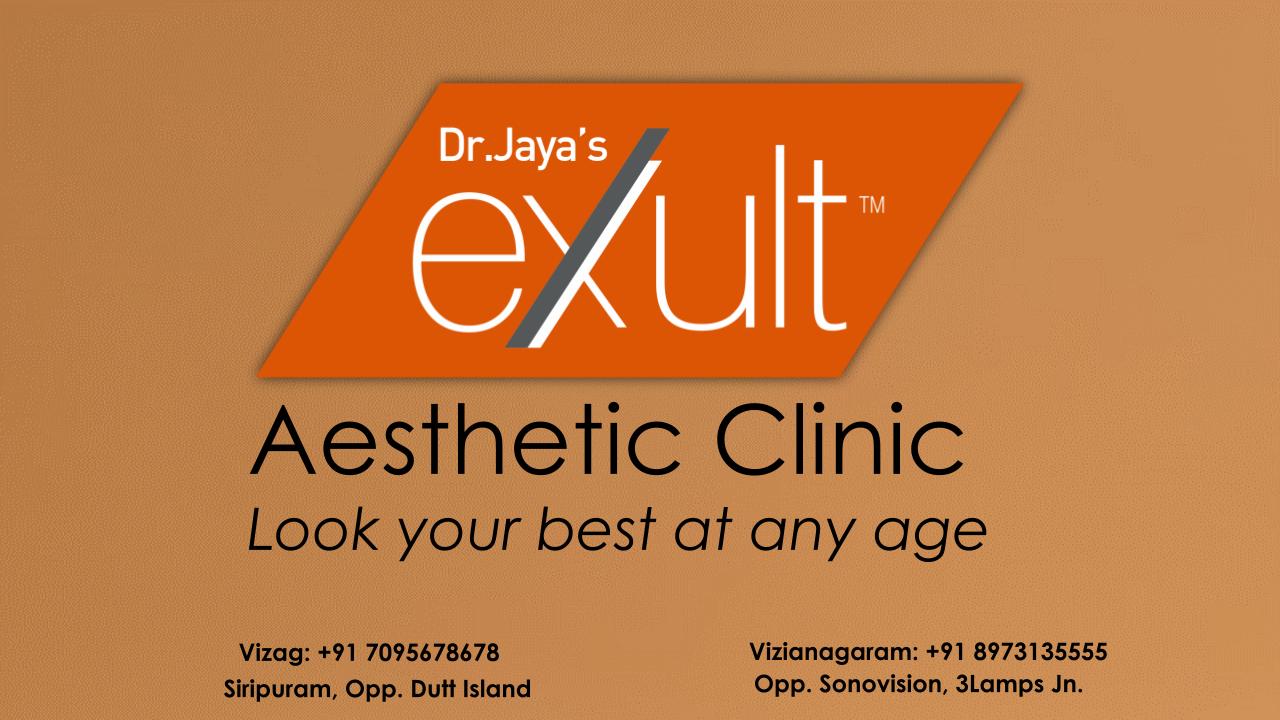 Dr.Jaya's
exult ™
Aesthetic Clinic
Look your best at any age
Vizag: +91 7095678678
Siripuram, Opp. Dutt Island
Vizianagaram: +91 8973135555
Opp. Sonovision, 3Lamps Jn.